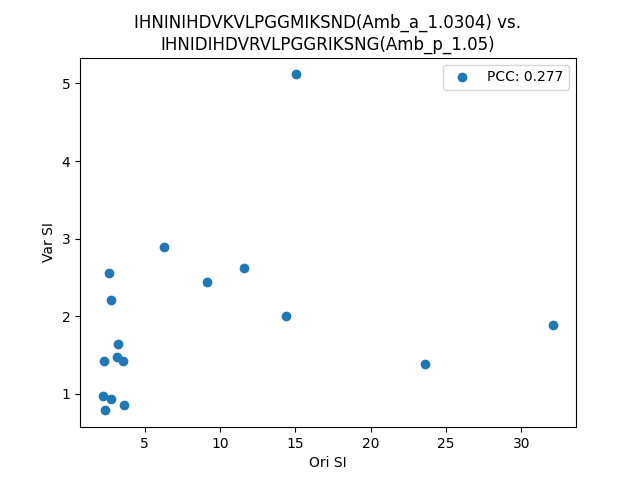 IHNINIHDVKVLPGGMIKSND(Amb_a_1.0304) vs.
IHNIDIHDVRVLPGGRIKSNG(Amb_p_1.05)
PCC: 0.277
5
4
3
2
1
Var SI
5
10
15
20
25
30
Ori SI